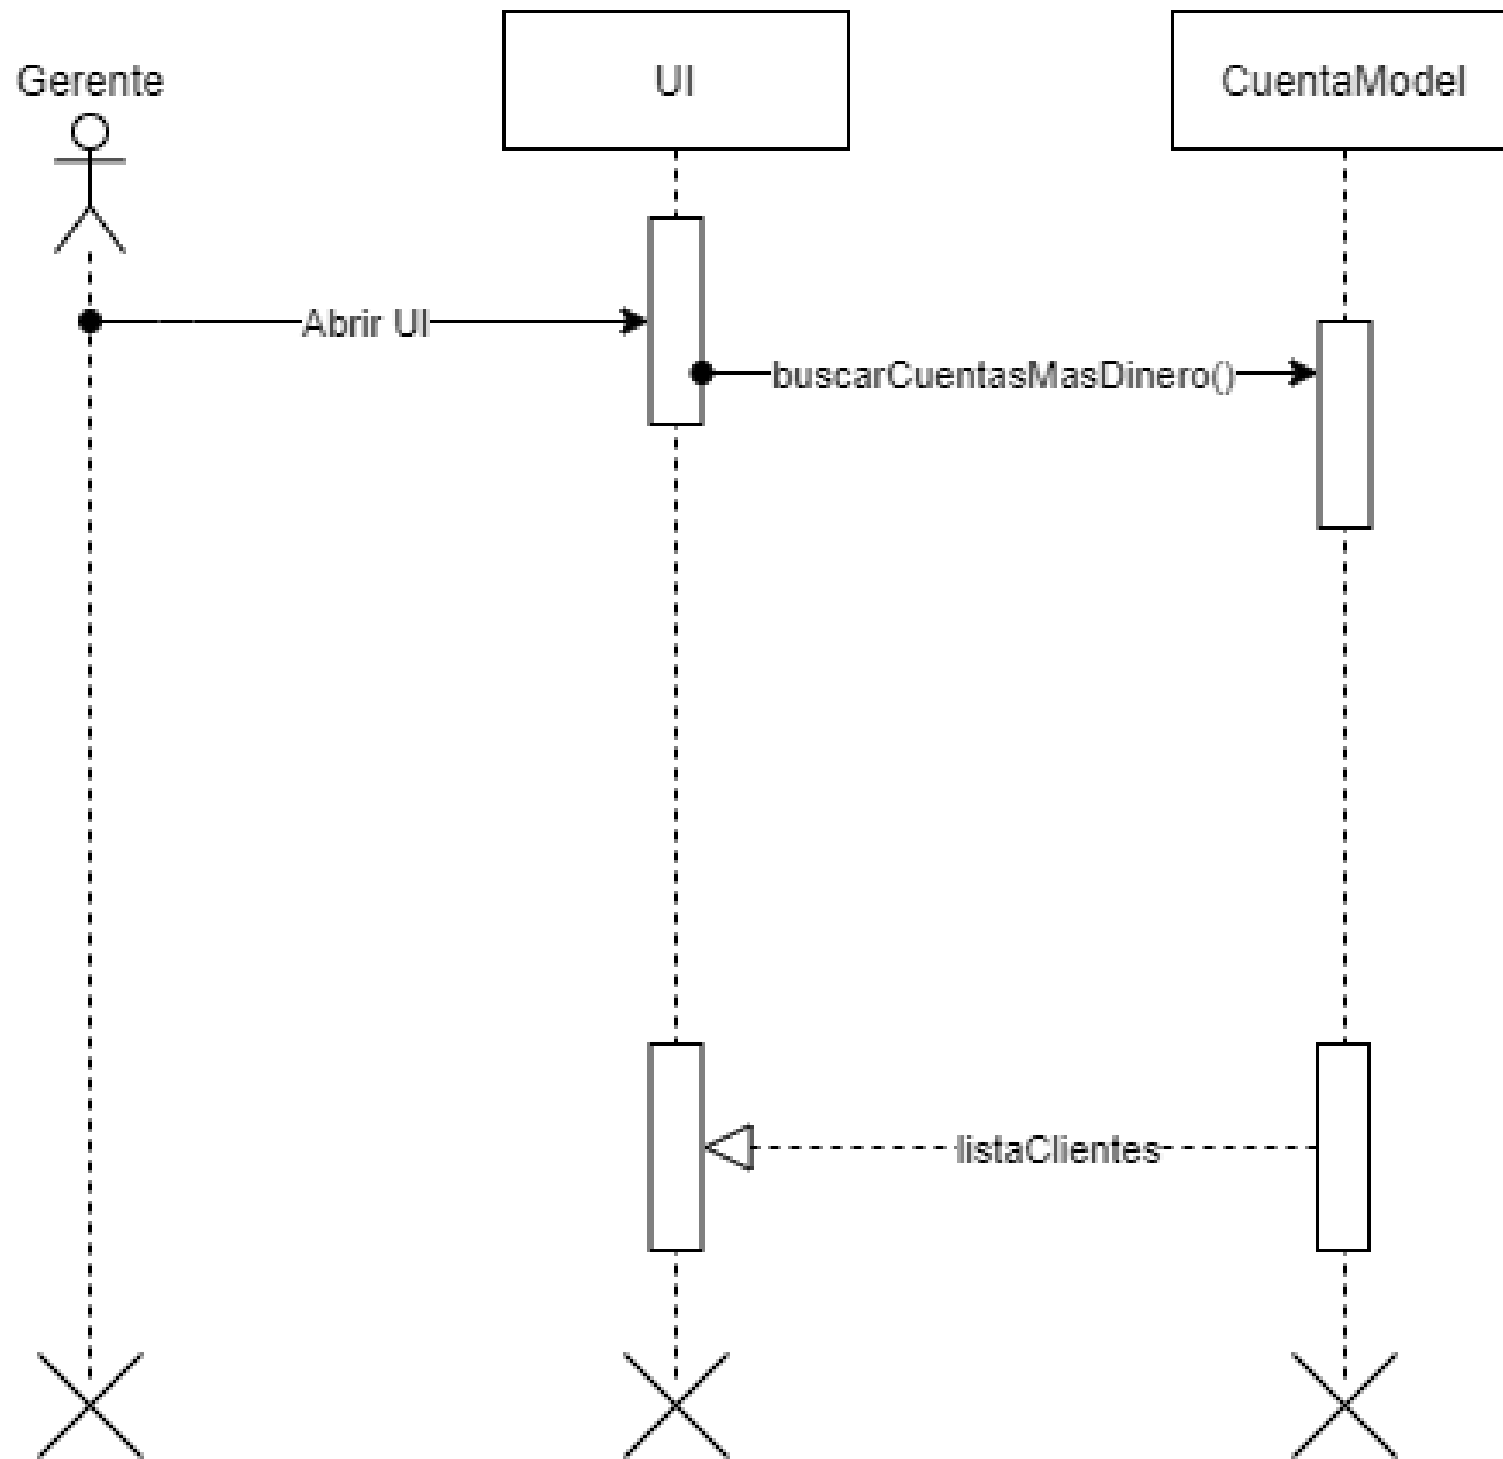 Gerente
UI
CuentaModel
Abrir UI
buscarCuentasMasDinero()
listaClientes